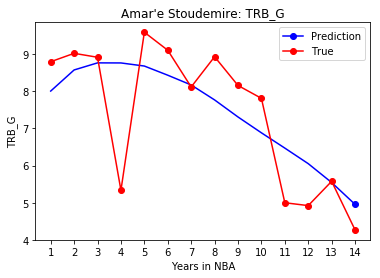 Amar'e Stoudemire: TRB_G
Prediction
True
TRB_G
9
8
7
6
5
4
1 2 3 4 5 6 7 8 9 10 11 12 13 14
Years in NBA